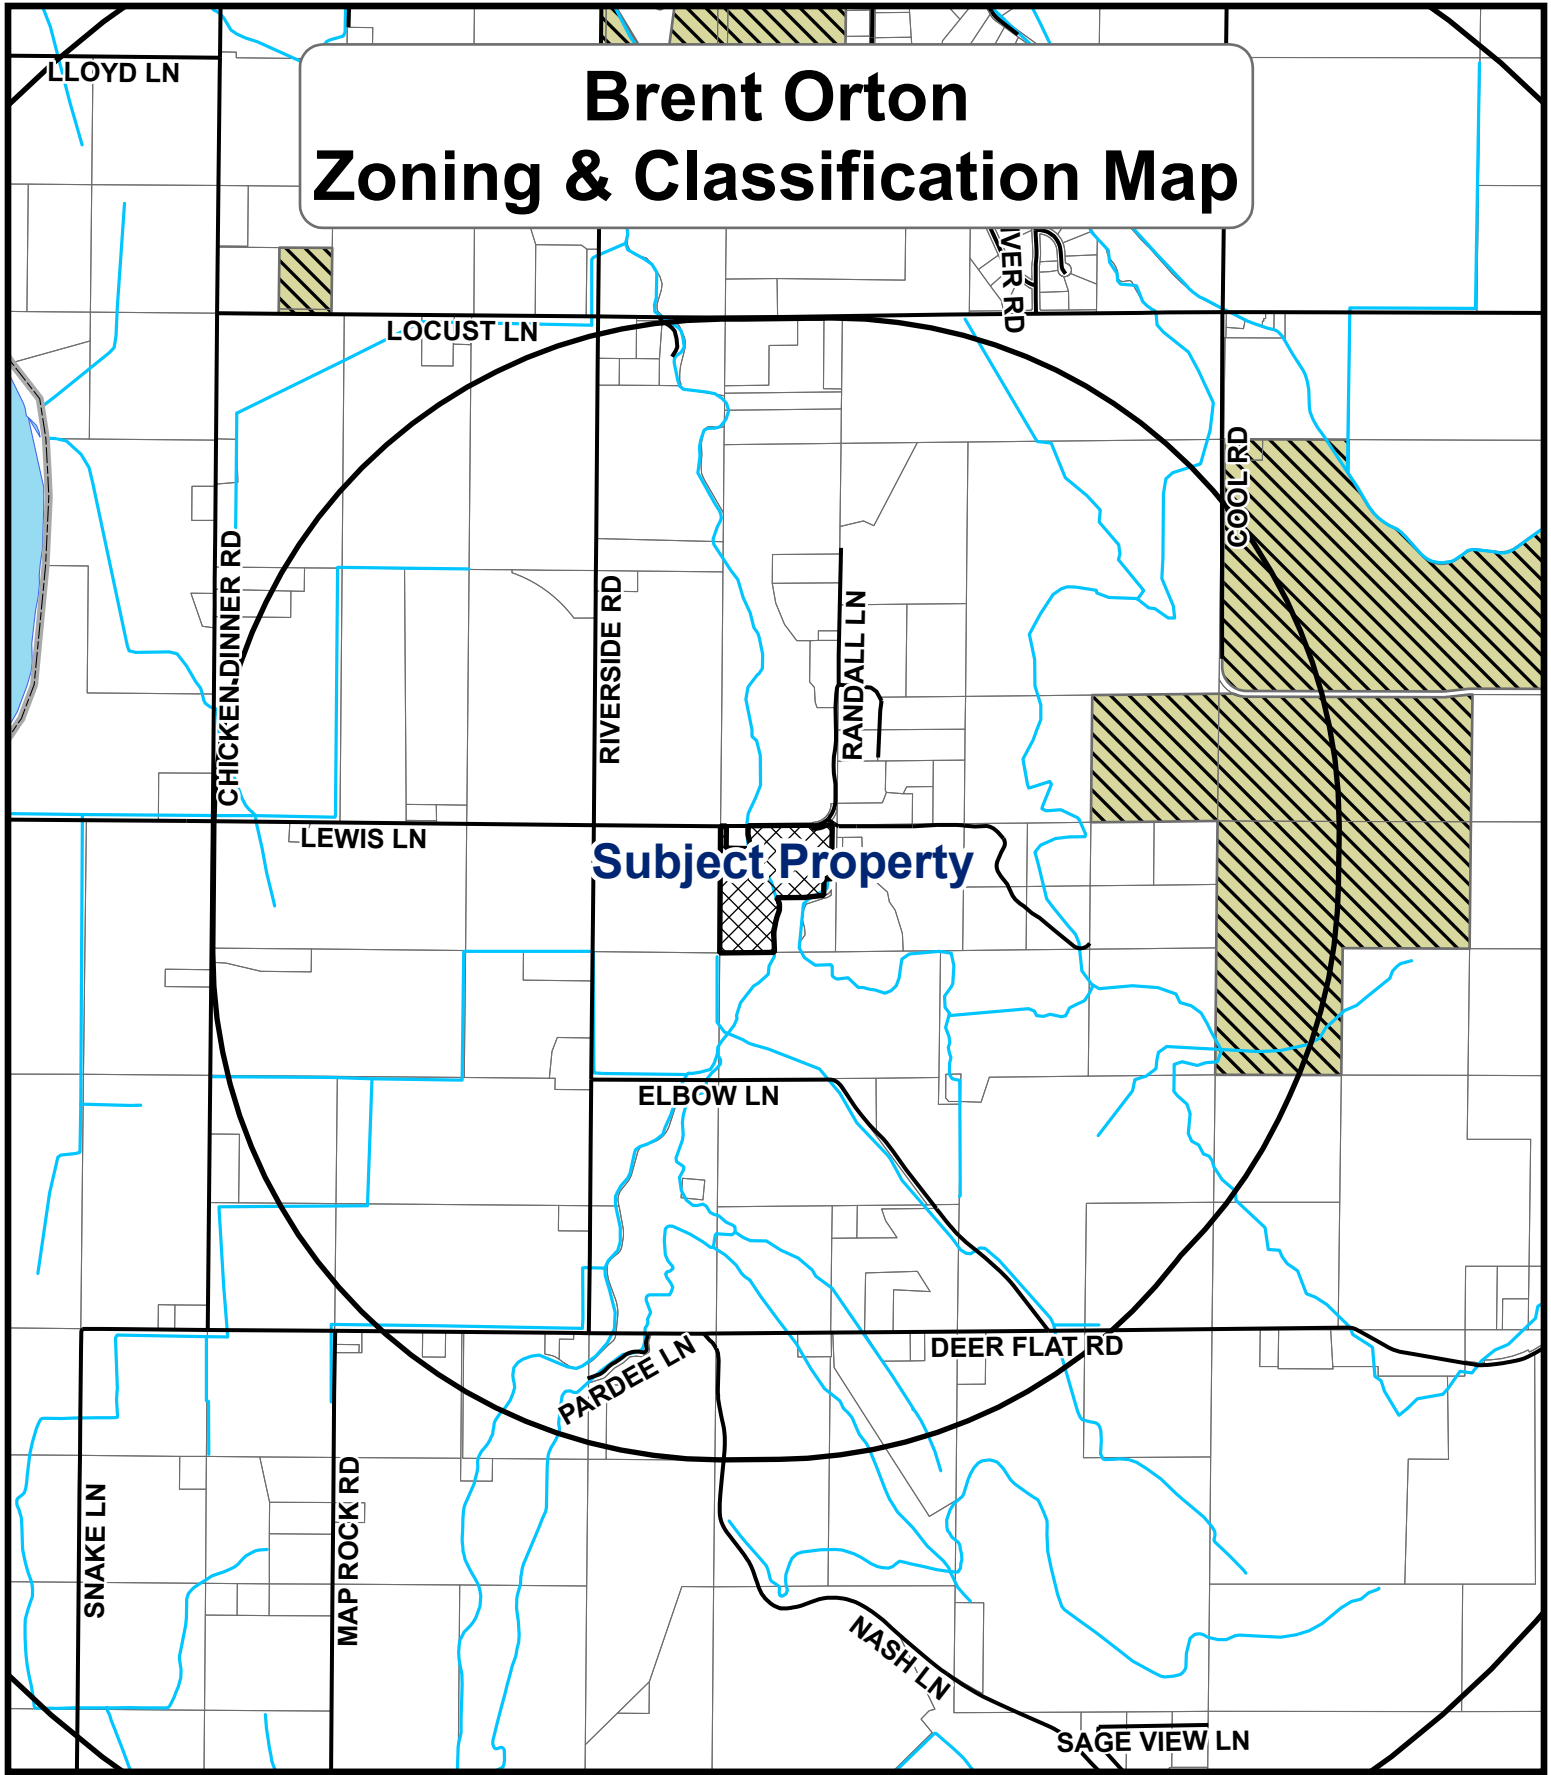 Brent Orton
Zoning & Classification Map
LLOYD LN
IVER RD
LOCUST LN
COOL RD
CHICKEN DINNER RD
RIVERSIDE RD
RANDALL LN
LEWIS LN
Subject Property
ELBOW LN
DEER FLAT RD
PARDEE LN
SNAKE LN
MAP ROCK RD
NASH LN
SAGE VIEW LN